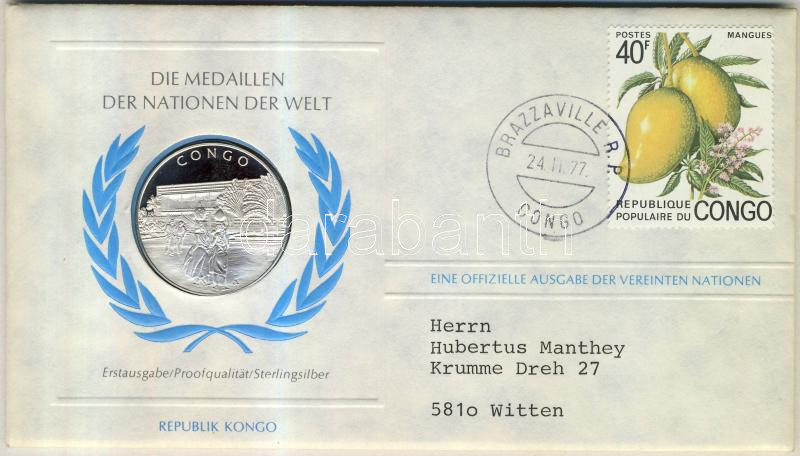 DIE MEDAILLEN
DER NATIONEN DER WELT
CONGO
Erstausgabe/Proofqualität/Sterlingsilber
REPUBLIK KONGO
POSTES
MANGUES
40F
REPUBLIQUE
POPULAIRE DU CONGO
BRAZZAVILLE R.P.
24.11.77.
CONGO
EINE OFFIZIELLE AUSGABE DER VEREINTEN NATIONEN
Herrn
Hubertus Manthey
Krumme Dreh 27
581o Witten
darabanth